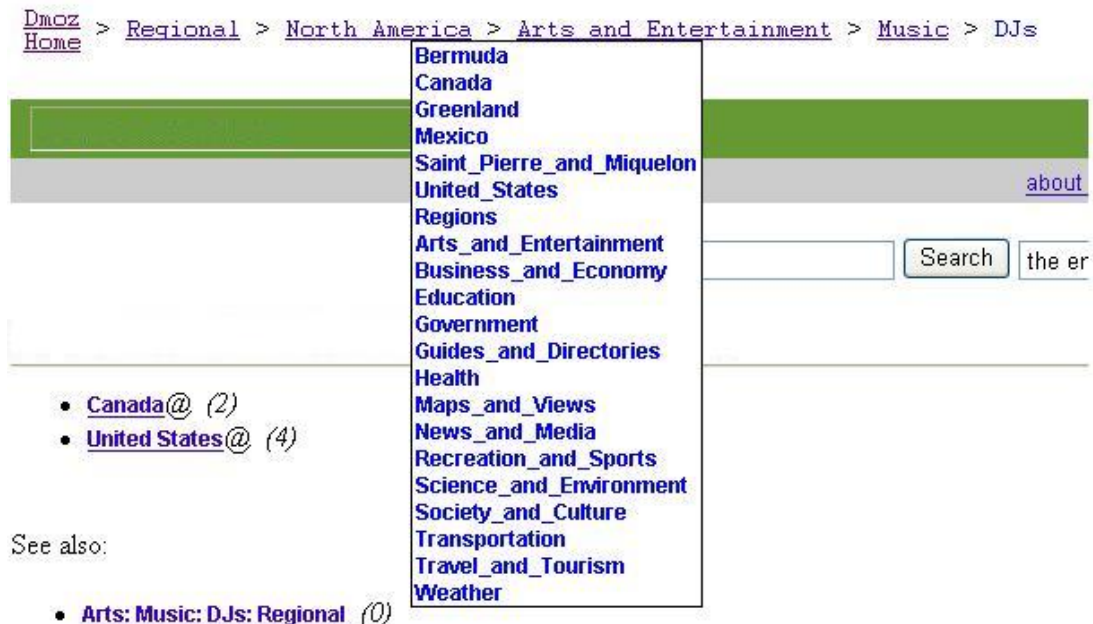 Dmoz Home > Regional > North America > Arts and Entertainment > Music > DJs
Bermuda
Canada
Greenland
Mexico
Saint_Pierre_and_Miquelon
United_States
Regions
Arts_and_Entertainment
Business_and_Economy
Education
Government
Guides_and_Directories
Health
Maps_and_Views
News_and_Media
Recreation_and_Sports
Science_and_Environment
Society_and_Culture
Transportation
Travel_and_Tourism
Weather
about
Search the er
• Canada@ (2)
• United States@ (4)
See also:
• Arts: Music: DJs: Regional (0)